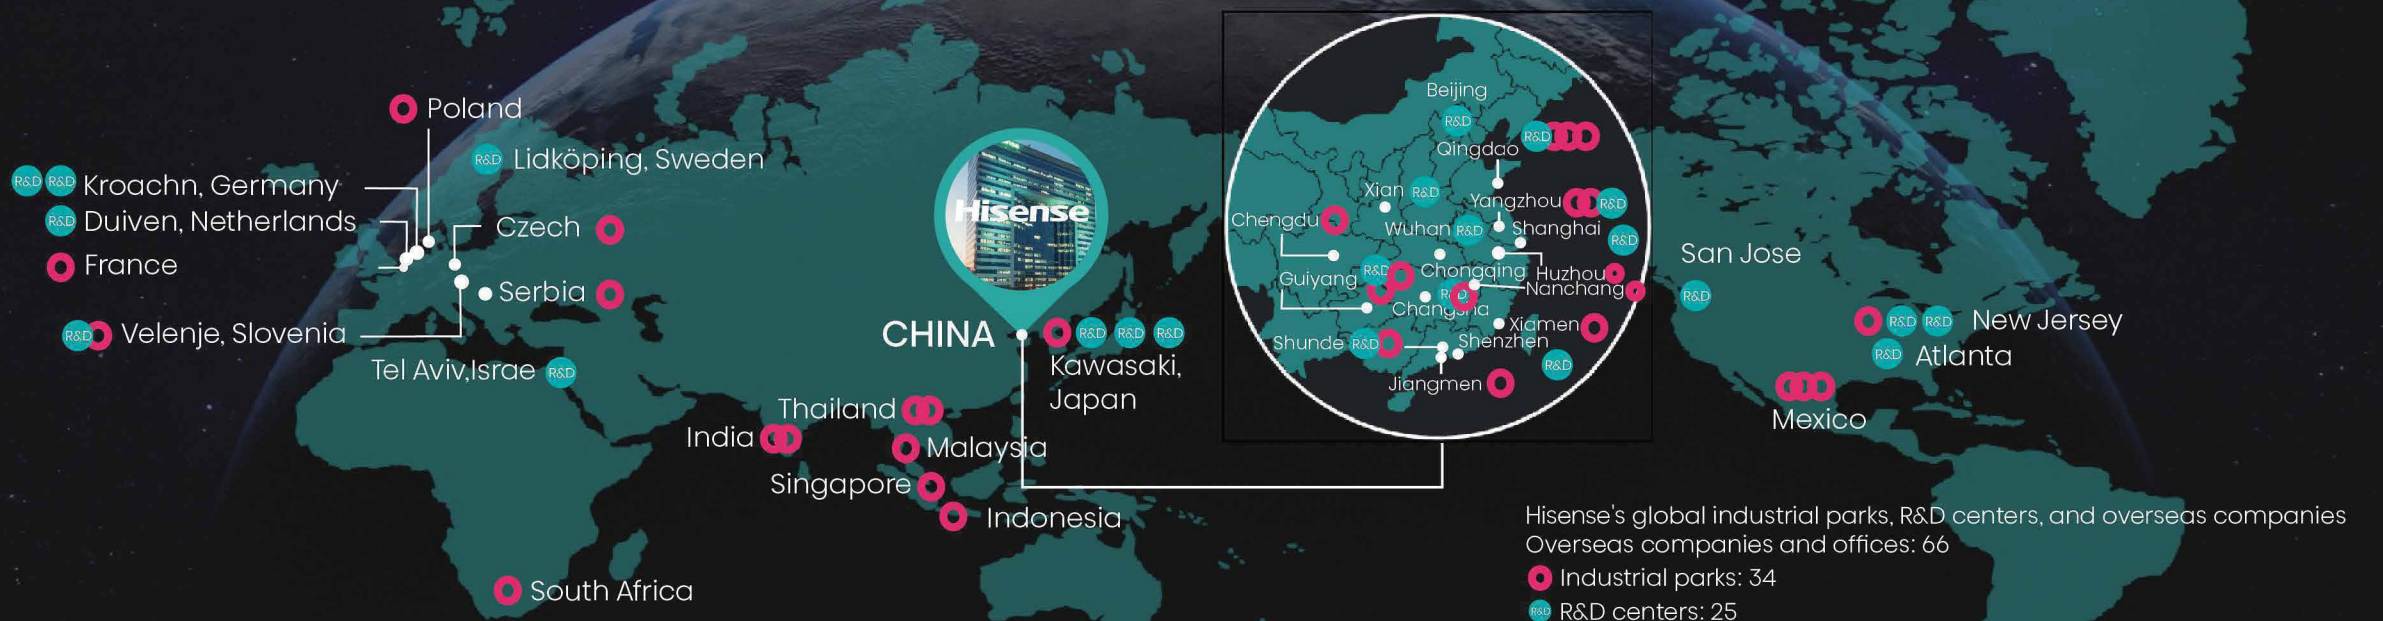 Poland
R&D Lidköping, Sweden
R&D R&D Kroachn, Germany
R&D Duiven, Netherlands
France
Czech
Serbia
R&D Velenje, Slovenia
Tel Aviv,Israe R&D
Hisense
CHINA
R&D R&D R&D
Kawasaki,
Japan
Thailand
India
Malaysia
Singapore
Indonesia
South Africa
Beijing
R&D
R&D
Qingdao
Xian R&D
Yangzhou R&D
Chengdu
Wuhan R&D
Shanghai
R&D
R&D
Chongqing
Huzhou
Guiyang
Nanchang
R&D
Changsha
Xiamen
Shunde R&D
Shenzhen
R&D
Jiangmen
San Jose
R&D
R&D R&D New Jersey
R&D Atlanta
Mexico
Hisense's global industrial parks, R&D centers, and overseas companies
Overseas companies and offices: 66
Industrial parks: 34
R&D R&D centers: 25